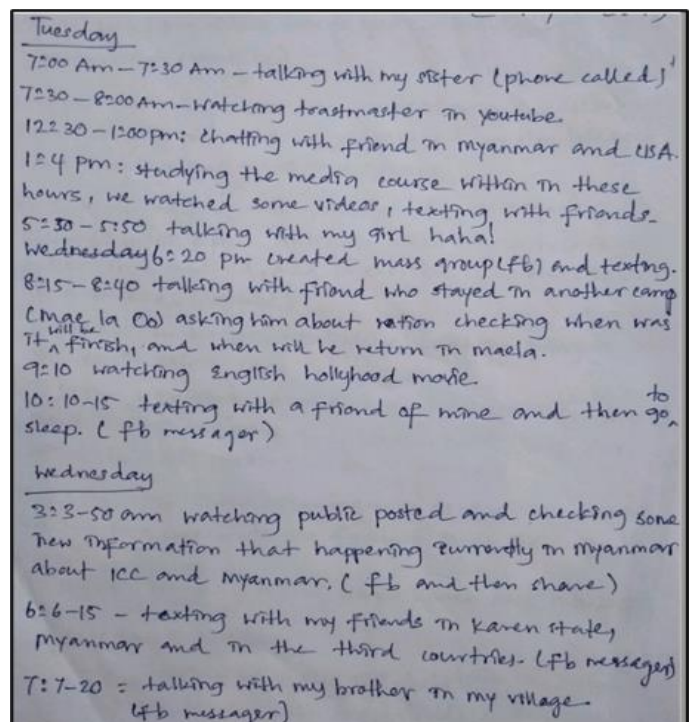 Tuesday
7:00 Am – 7:30 Am – talking with my sister (phone called)
7:30 – 8:00 Am – Watching toastmaster in youtube.
12:30 – 1:00pm: Chatting with friend in myanmar and USA.
1:4 pm: studying the media course within in these
hours, we watched some videos, texting with friends.
5:30 – 5:50 talking with my girl haha!
Wednesday 6:20 pm created mass group (fb) and texting.
8:15 – 8:40 talking with friend who stayed in another camp
(mae la Oo) asking him about ration checking when was
it will be finish, and when will he return in maela.
9:10 watching English hollyhood movie.
10:10-15 texting with a friend of mine and then go to
sleep. (fb messager)
Wednesday
3:3-50 am watching public posted and checking some
new information that happening currently in myanmar
about ICC and Myanmar. (fb and then share)
6:6-15 – texting with my friends in Karen state,
myanmar and in the third courtries. (fb messager)
7:7-20 = talking with my brother in my village.
(fb messager)